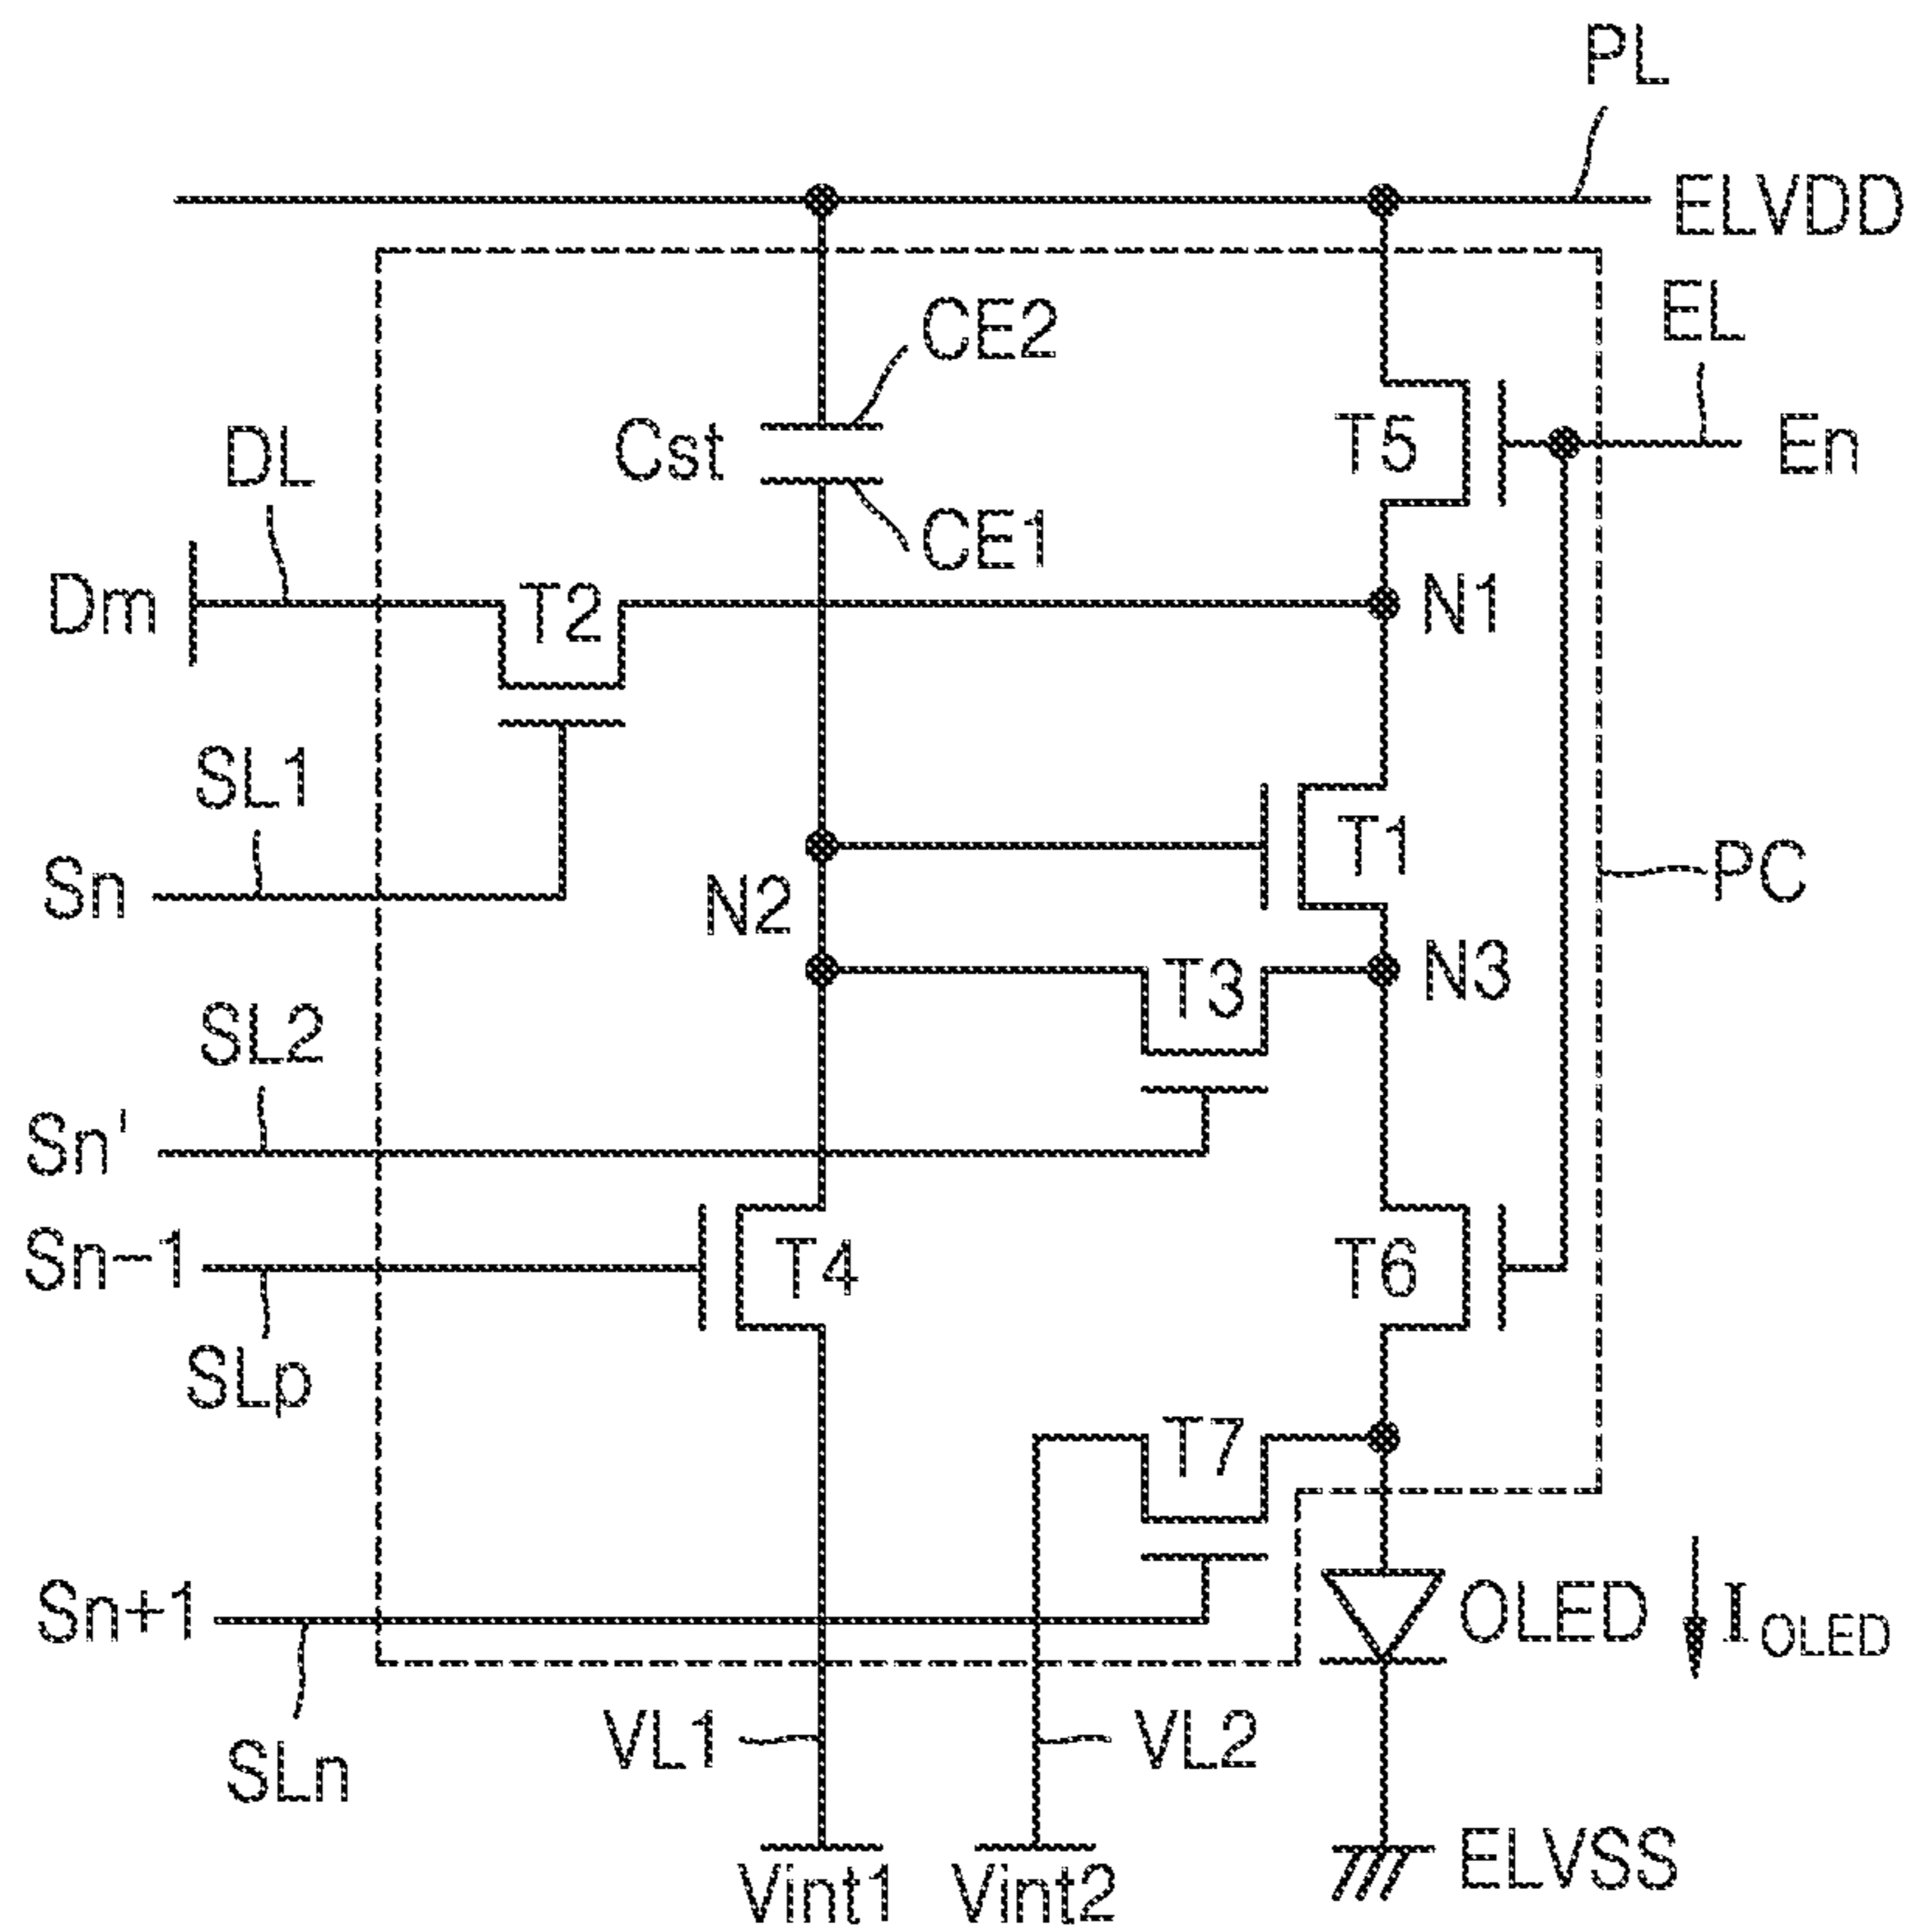 PL
ELVDD
CE2
EL
DL
Cst
T5
En
CE1
Dm
T2
N1
SL1
T1
Sn
N2
PC
T3
N3
SL2
Sn'
Sn-1
T4
T6
SLp
T7
Sn+1
OLED
IOLED
SLn
VL1
VL2
Vint1
Vint2
ELVSS